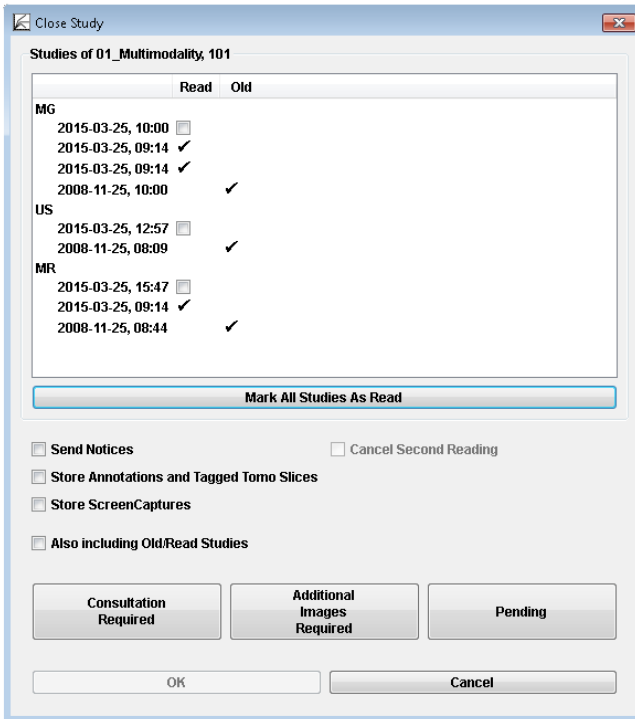 Close Study
Studies of 01_Multimodality, 101
Read Old
MG
2015-03-25, 10:00
2015-03-25, 09:14 ✓
2015-03-25, 09:14 ✓
2008-11-25, 10:00 ✓
US
2015-03-25, 12:57
2008-11-25, 08:09 ✓
MR
2015-03-25, 15:47
2015-03-25, 09:14 ✓
2008-11-25, 08:44 ✓
Mark All Studies As Read
Send Notices Cancel Second Reading
Store Annotations and Tagged Tomo Slices
Store ScreenCaptures
Also including Old/Read Studies
Consultation
Required
Additional
Images
Required
Pending
OK Cancel